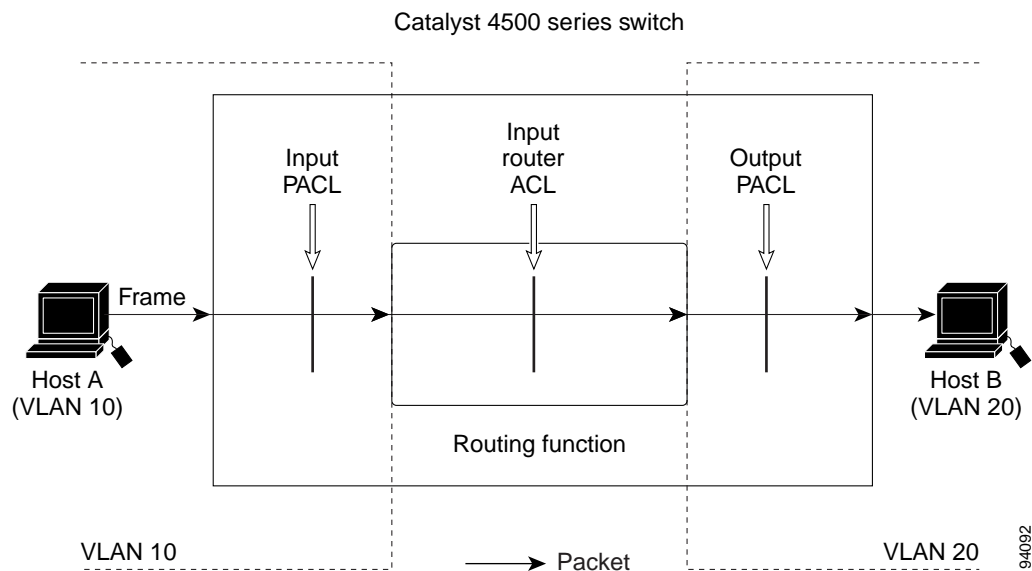 Catalyst 4500 series switch
Input
PACL
Input
router
ACL
Output
PACL
Frame
Host A
(VLAN 10)
Host B
(VLAN 20)
Routing function
VLAN 10
Packet
VLAN 20
94092